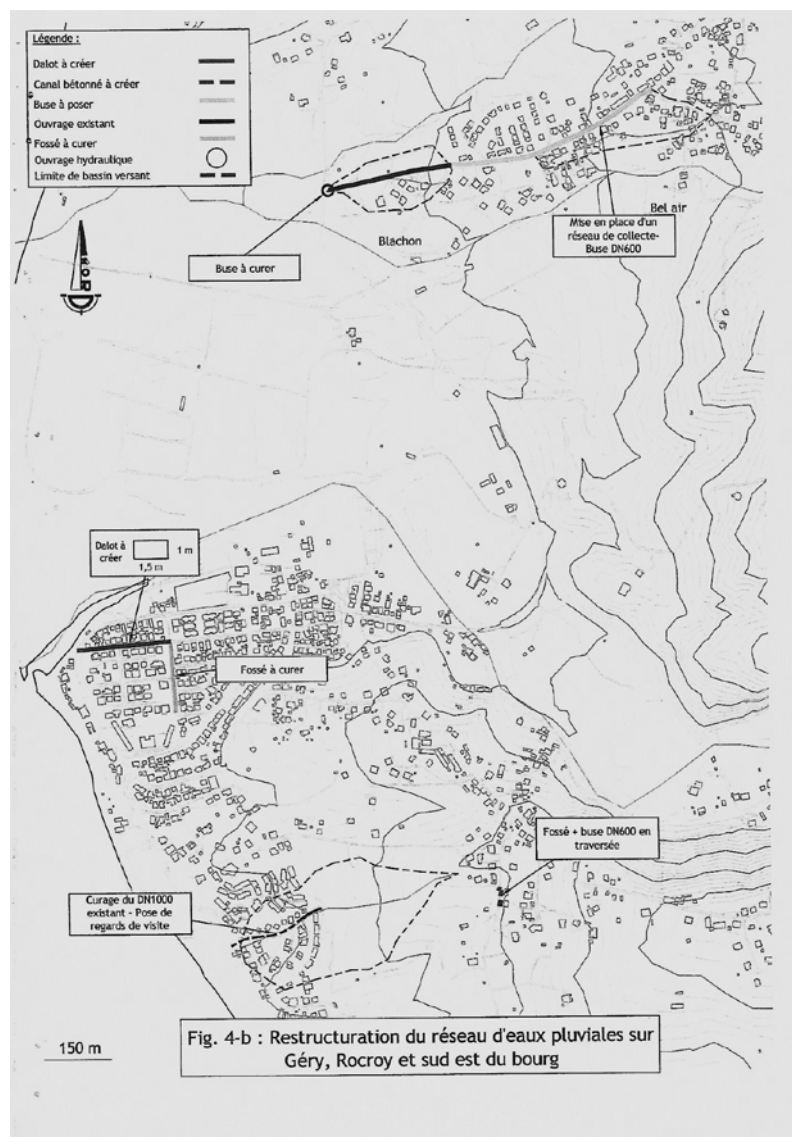 Légende :
Dalot à créer
Canal bétonné à créer
Buse à poser
Ouvrage existant
Fossé à curer
Ouvrage hydraulique
Limite de bassin versant
Bel air
Mise en place d'un
réseau de collecte-
Buse DN600
Blachon
Buse à curer
Dalot à
créer
1 m
1,5 m
Fossé à curer
Fossé + buse DN600 en
traversée
Curage du DN1000
existant - Pose de
regards de visite
Fig. 4-b : Restructuration du réseau d'eaux pluviales sur
Géry, Rocroy et sud est du bourg
150 m